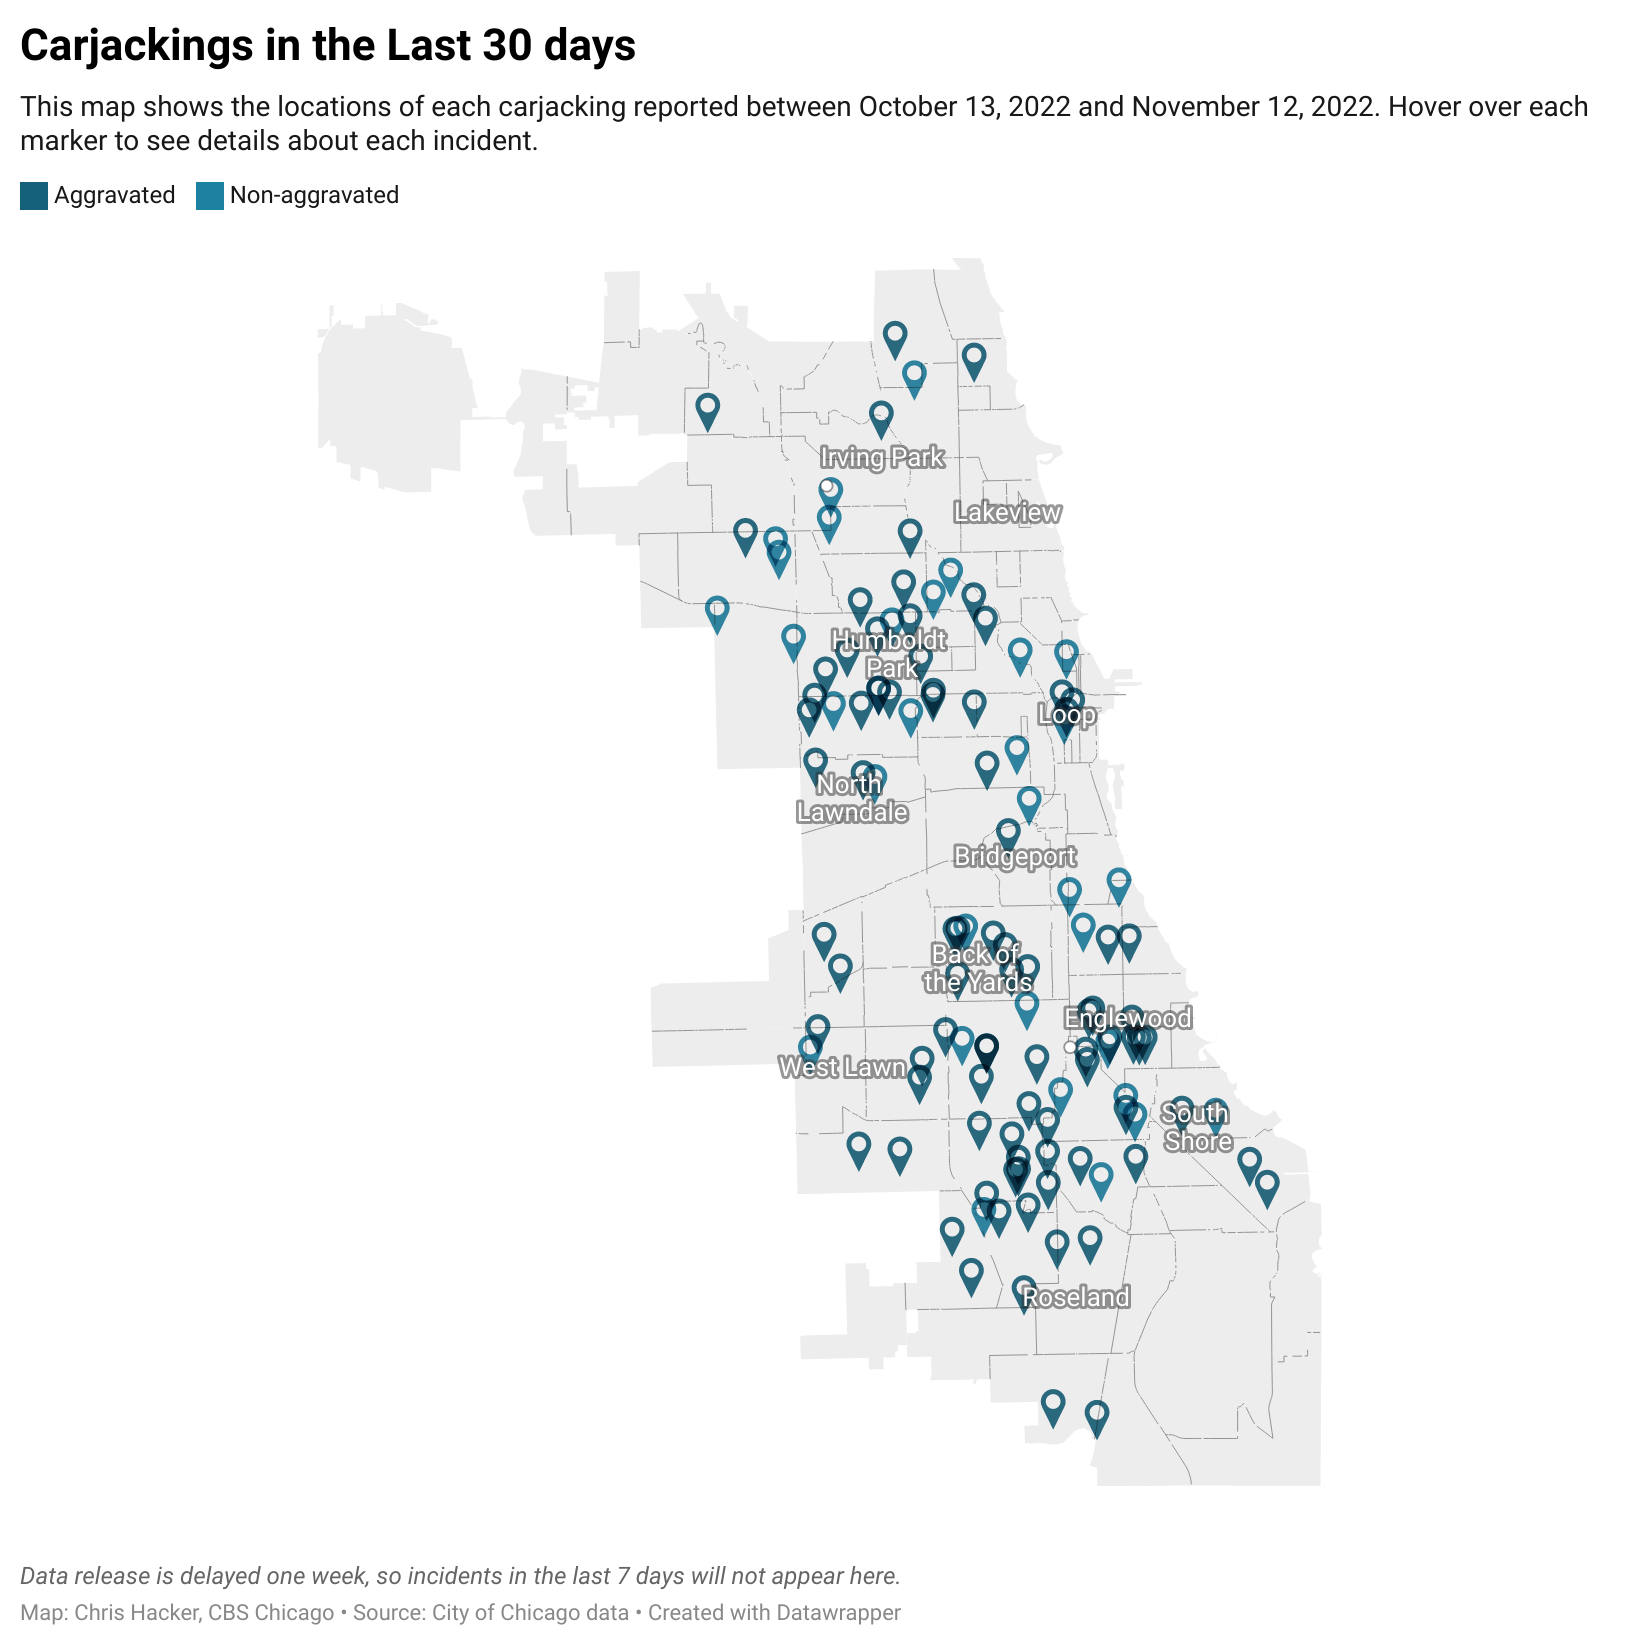 Carjackings in the Last 30 days
This map shows the locations of each carjacking reported between October 13, 2022 and November 12, 2022. Hover over each
marker to see details about each incident.
Aggravated Non-aggravated
Irving Park
Lakeview
Humboldt
Park
Loop
North
Lawndale
Bridgeport
Back of
the Yards
Englewood
West Lawn
South
Shore
Roseland
Data release is delayed one week, so incidents in the last 7 days will not appear here.
Map: Chris Hacker, CBS Chicago • Source: City of Chicago data • Created with Datawrapper